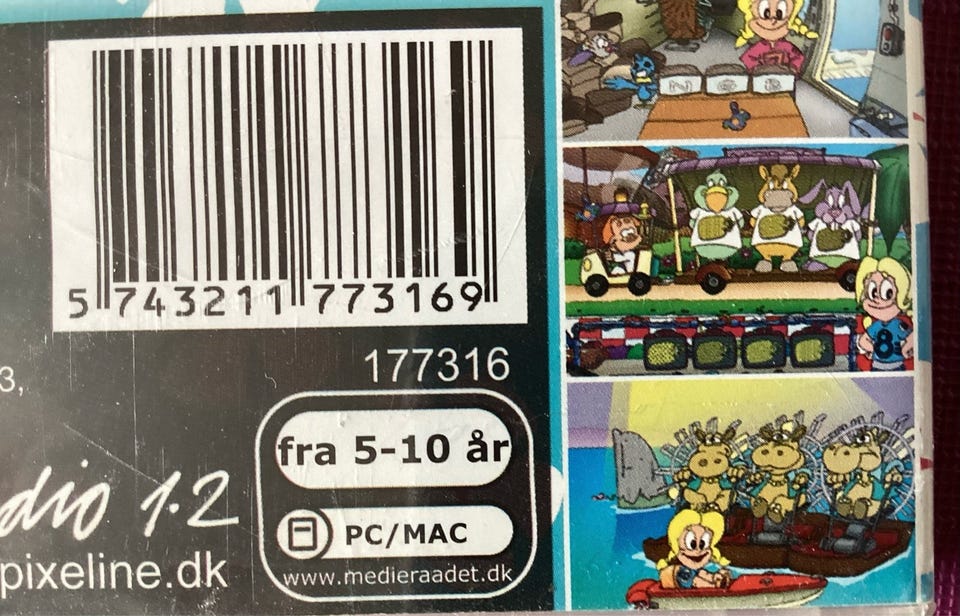 5 743211 773169
177316
3,
fra 5-10 år
dio 1.2
PC/MAC
pixeline.dk
www.medieraadet.dk
8